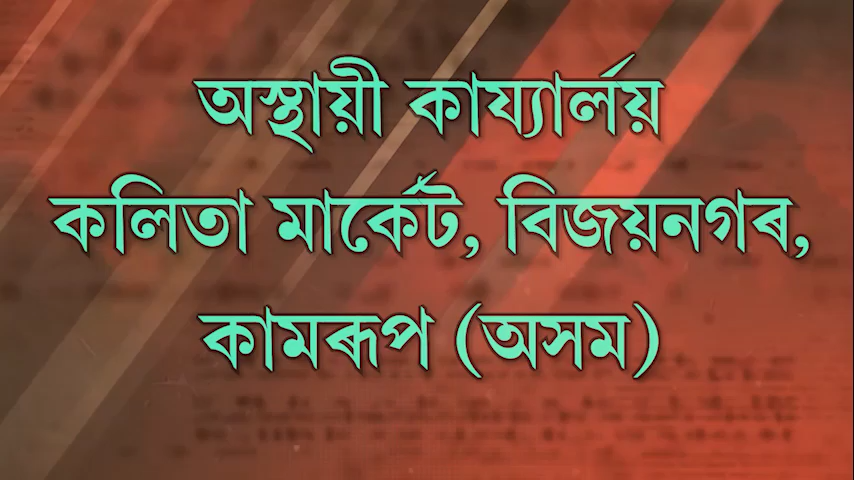 অস্থায়ী কায্যাৰ্লয়
কলিতা মাৰ্কেট, বিজয়নগৰ,
কামৰূপ (অসম)